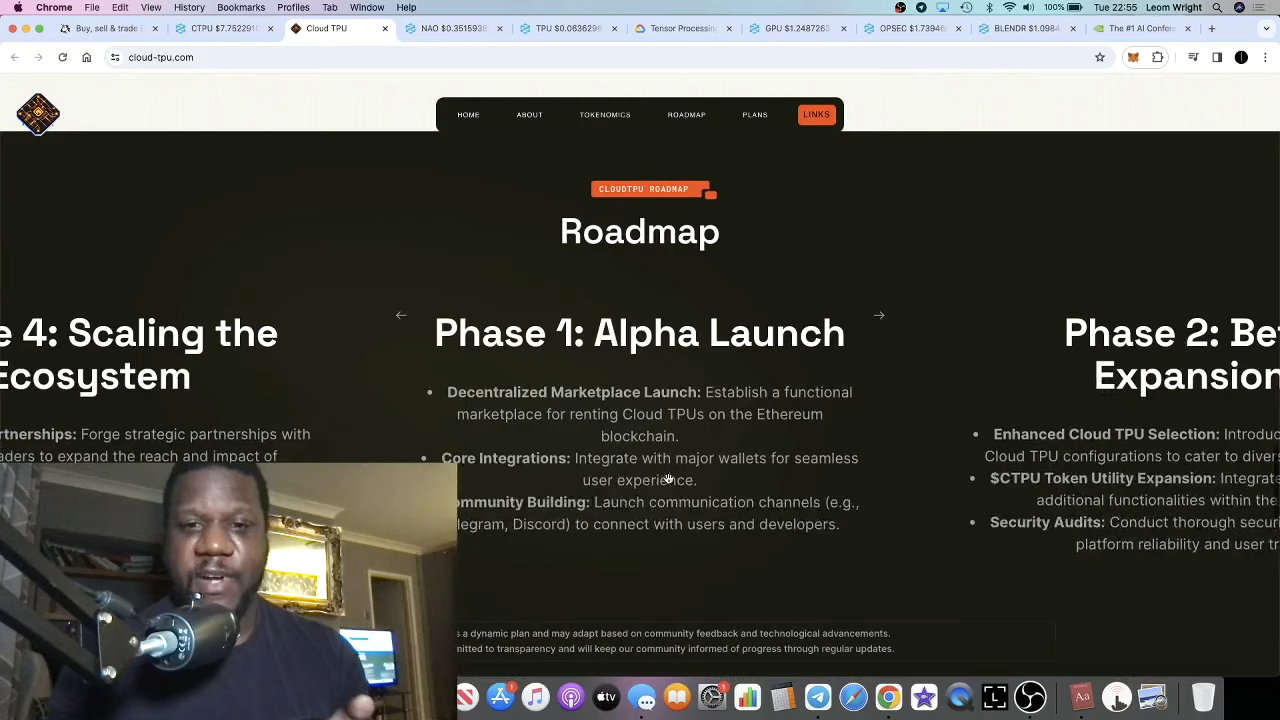 Chrome File Edit View History Bookmarks Profiles Tab Window Help 100% Tue 22:55 Leom Wright
Buy, sell & trade CTPU $7.752291 Cloud TPU NAO $0.3515938 TPU $0.063629 Tensor Processing GPU $1.2487263 OPSEC $1.7394 BLENDR $1.0984 The #1 AI Confere
cloud-tpu.com
HOME ABOUT TOKENOMICS ROADMAP PLANS LINKS
CLOUDTPU ROADMAP
Roadmap
e 4: Scaling the
Ecosystem
rtnerships: Forge strategic partnerships with
aders to expand the reach and impact of
Phase 1: Alpha Launch
• Decentralized Marketplace Launch: Establish a functional
marketplace for renting Cloud TPUs on the Ethereum
blockchain.
• Core Integrations: Integrate with major wallets for seamless
user experience.
ommunity Building: Launch communication channels (e.g.,
legram, Discord) to connect with users and developers.
Phase 2: Be
Expansion
• Enhanced Cloud TPU Selection: Introduc
Cloud TPU configurations to cater to divers
• $CTPU Token Utility Expansion: Integrate
additional functionalities within the
• Security Audits: Conduct thorough securi
platform reliability and user tr
s a dynamic plan and may adapt based on community feedback and technological advancements.
mitted to transparency and will keep our community informed of progress through regular updates.